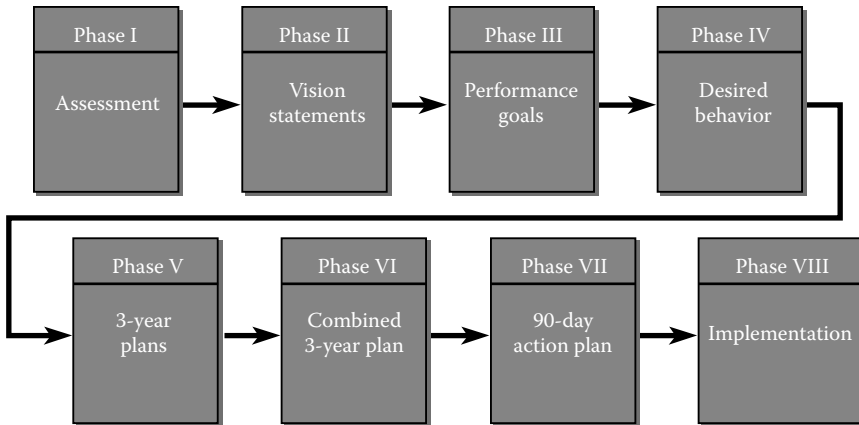 Phase I
Assessment
Phase II
Vision
statements
Phase III
Performance
goals
Phase IV
Desired
behavior
Phase V
3-year
plans
Phase VI
Combined
3-year plan
Phase VII
90-day
action plan
Phase VIII
Implementation